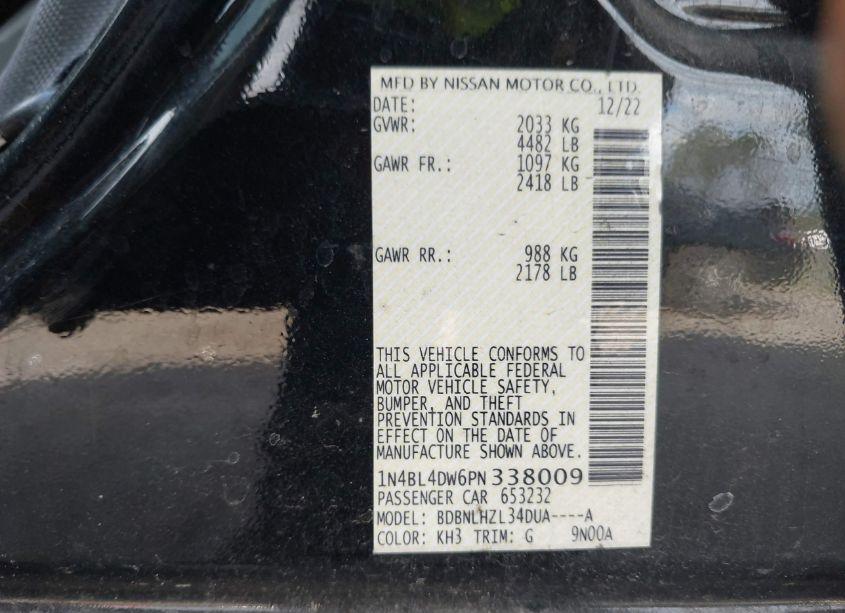 MFD BY NISSAN MOTOR CO., LTD.
DATE: 12/22
GVWR: 2033 KG
4482 LB
GAWR FR.: 1097 KG
2418 LB
GAWR RR.: 988 KG
2178 LB
THIS VEHICLE CONFORMS TO
ALL APPLICABLE FEDERAL
MOTOR VEHICLE SAFETY,
BUMPER, AND THEFT
PREVENTION STANDARDS IN
EFFECT ON THE DATE OF
MANUFACTURE SHOWN ABOVE.
1N4BL4DW6PN338009
PASSENGER CAR 653232
MODEL: BDBNLHZL34DUA----A
COLOR: KH3 TRIM: G 9N00A